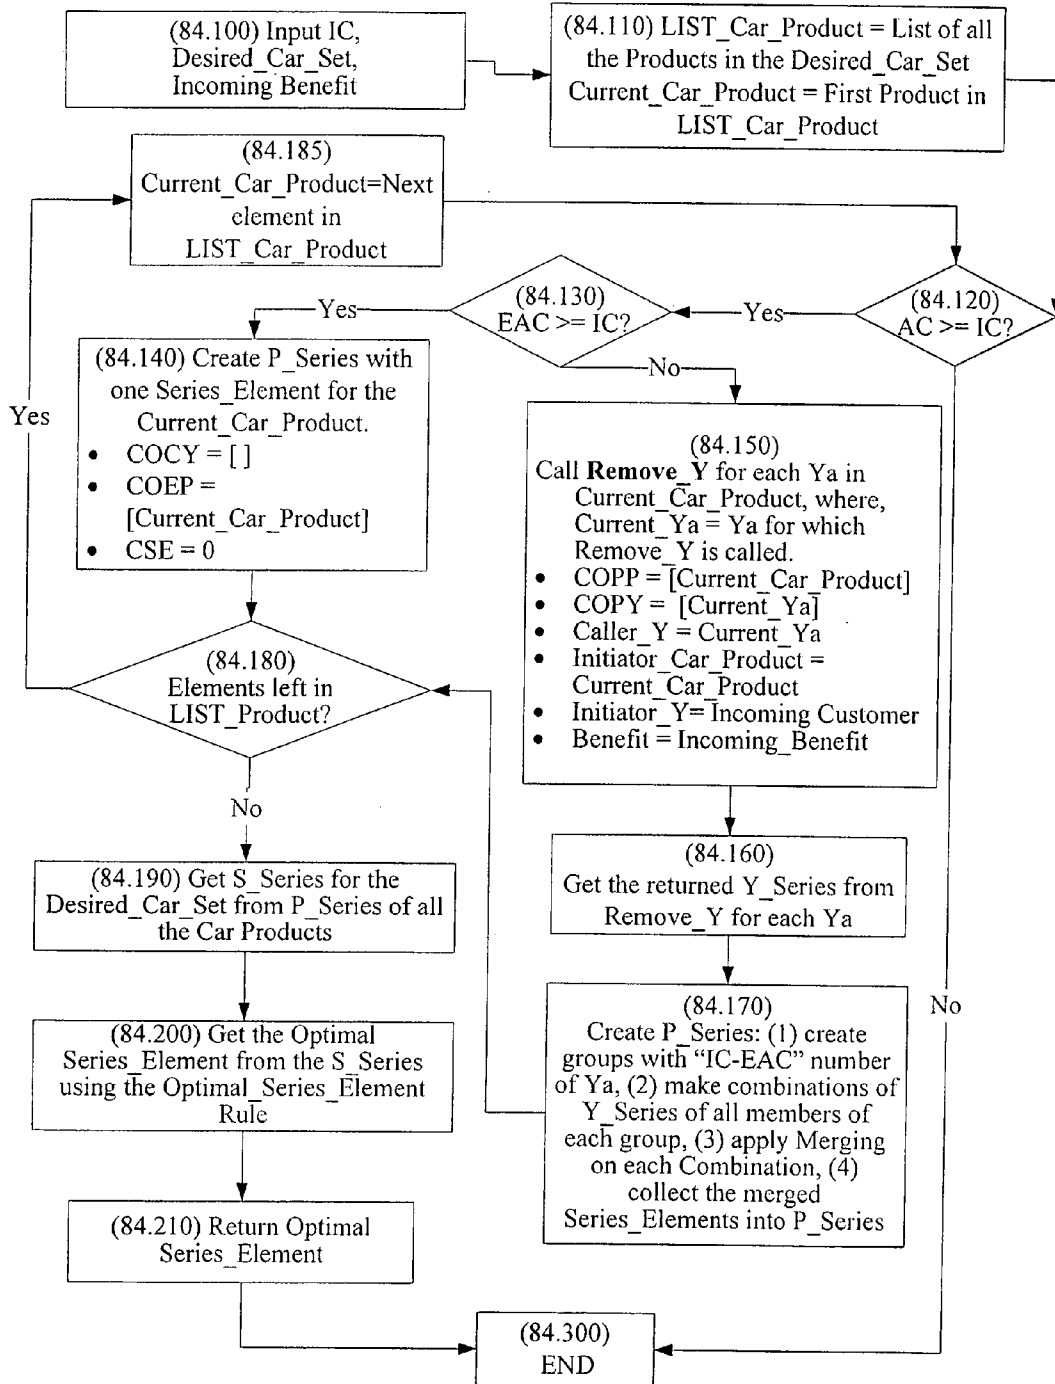 (84.100) Input IC,
Desired_Car_Set,
Incoming Benefit
(84.110) LIST_Car_Product = List of all
the Products in the Desired_Car_Set
Current_Car_Product = First Product in
LIST_Car_Product
(84.185)
Current_Car_Product=Next
element in
LIST_Car_Product
(84.120)
AC >= IC?
Yes
(84.130)
EAC >= IC?
Yes
No
(84.140) Create P_Series with
one Series_Element for the
Current_Car_Product.
• COCY = [ ]
• COEP =
[Current_Car_Product]
• CSE = 0
Yes
(84.150)
Call Remove_Y for each Ya in
Current_Car_Product, where,
Current_Ya = Ya for which
Remove_Y is called.
• COPP = [Current_Car_Product]
• COPY = [Current_Ya]
• Caller_Y = Current_Ya
• Initiator_Car_Product =
Current_Car_Product
• Initiator_Y= Incoming Customer
• Benefit = Incoming_Benefit
(84.180)
Elements left in
LIST_Product?
No
(84.160)
Get the returned Y_Series from
Remove_Y for each Ya
(84.190) Get S_Series for the
Desired_Car_Set from P_Series of all
the Car Products
(84.170)
Create P_Series: (1) create
groups with “IC-EAC” number
of Ya, (2) make combinations of
Y_Series of all members of
each group, (3) apply Merging
on each Combination, (4)
collect the merged
Series_Elements into P_Series
No
(84.200) Get the Optimal
Series_Element from the S_Series
using the Optimal_Series_Element
Rule
(84.210) Return Optimal
Series_Element
(84.300)
END